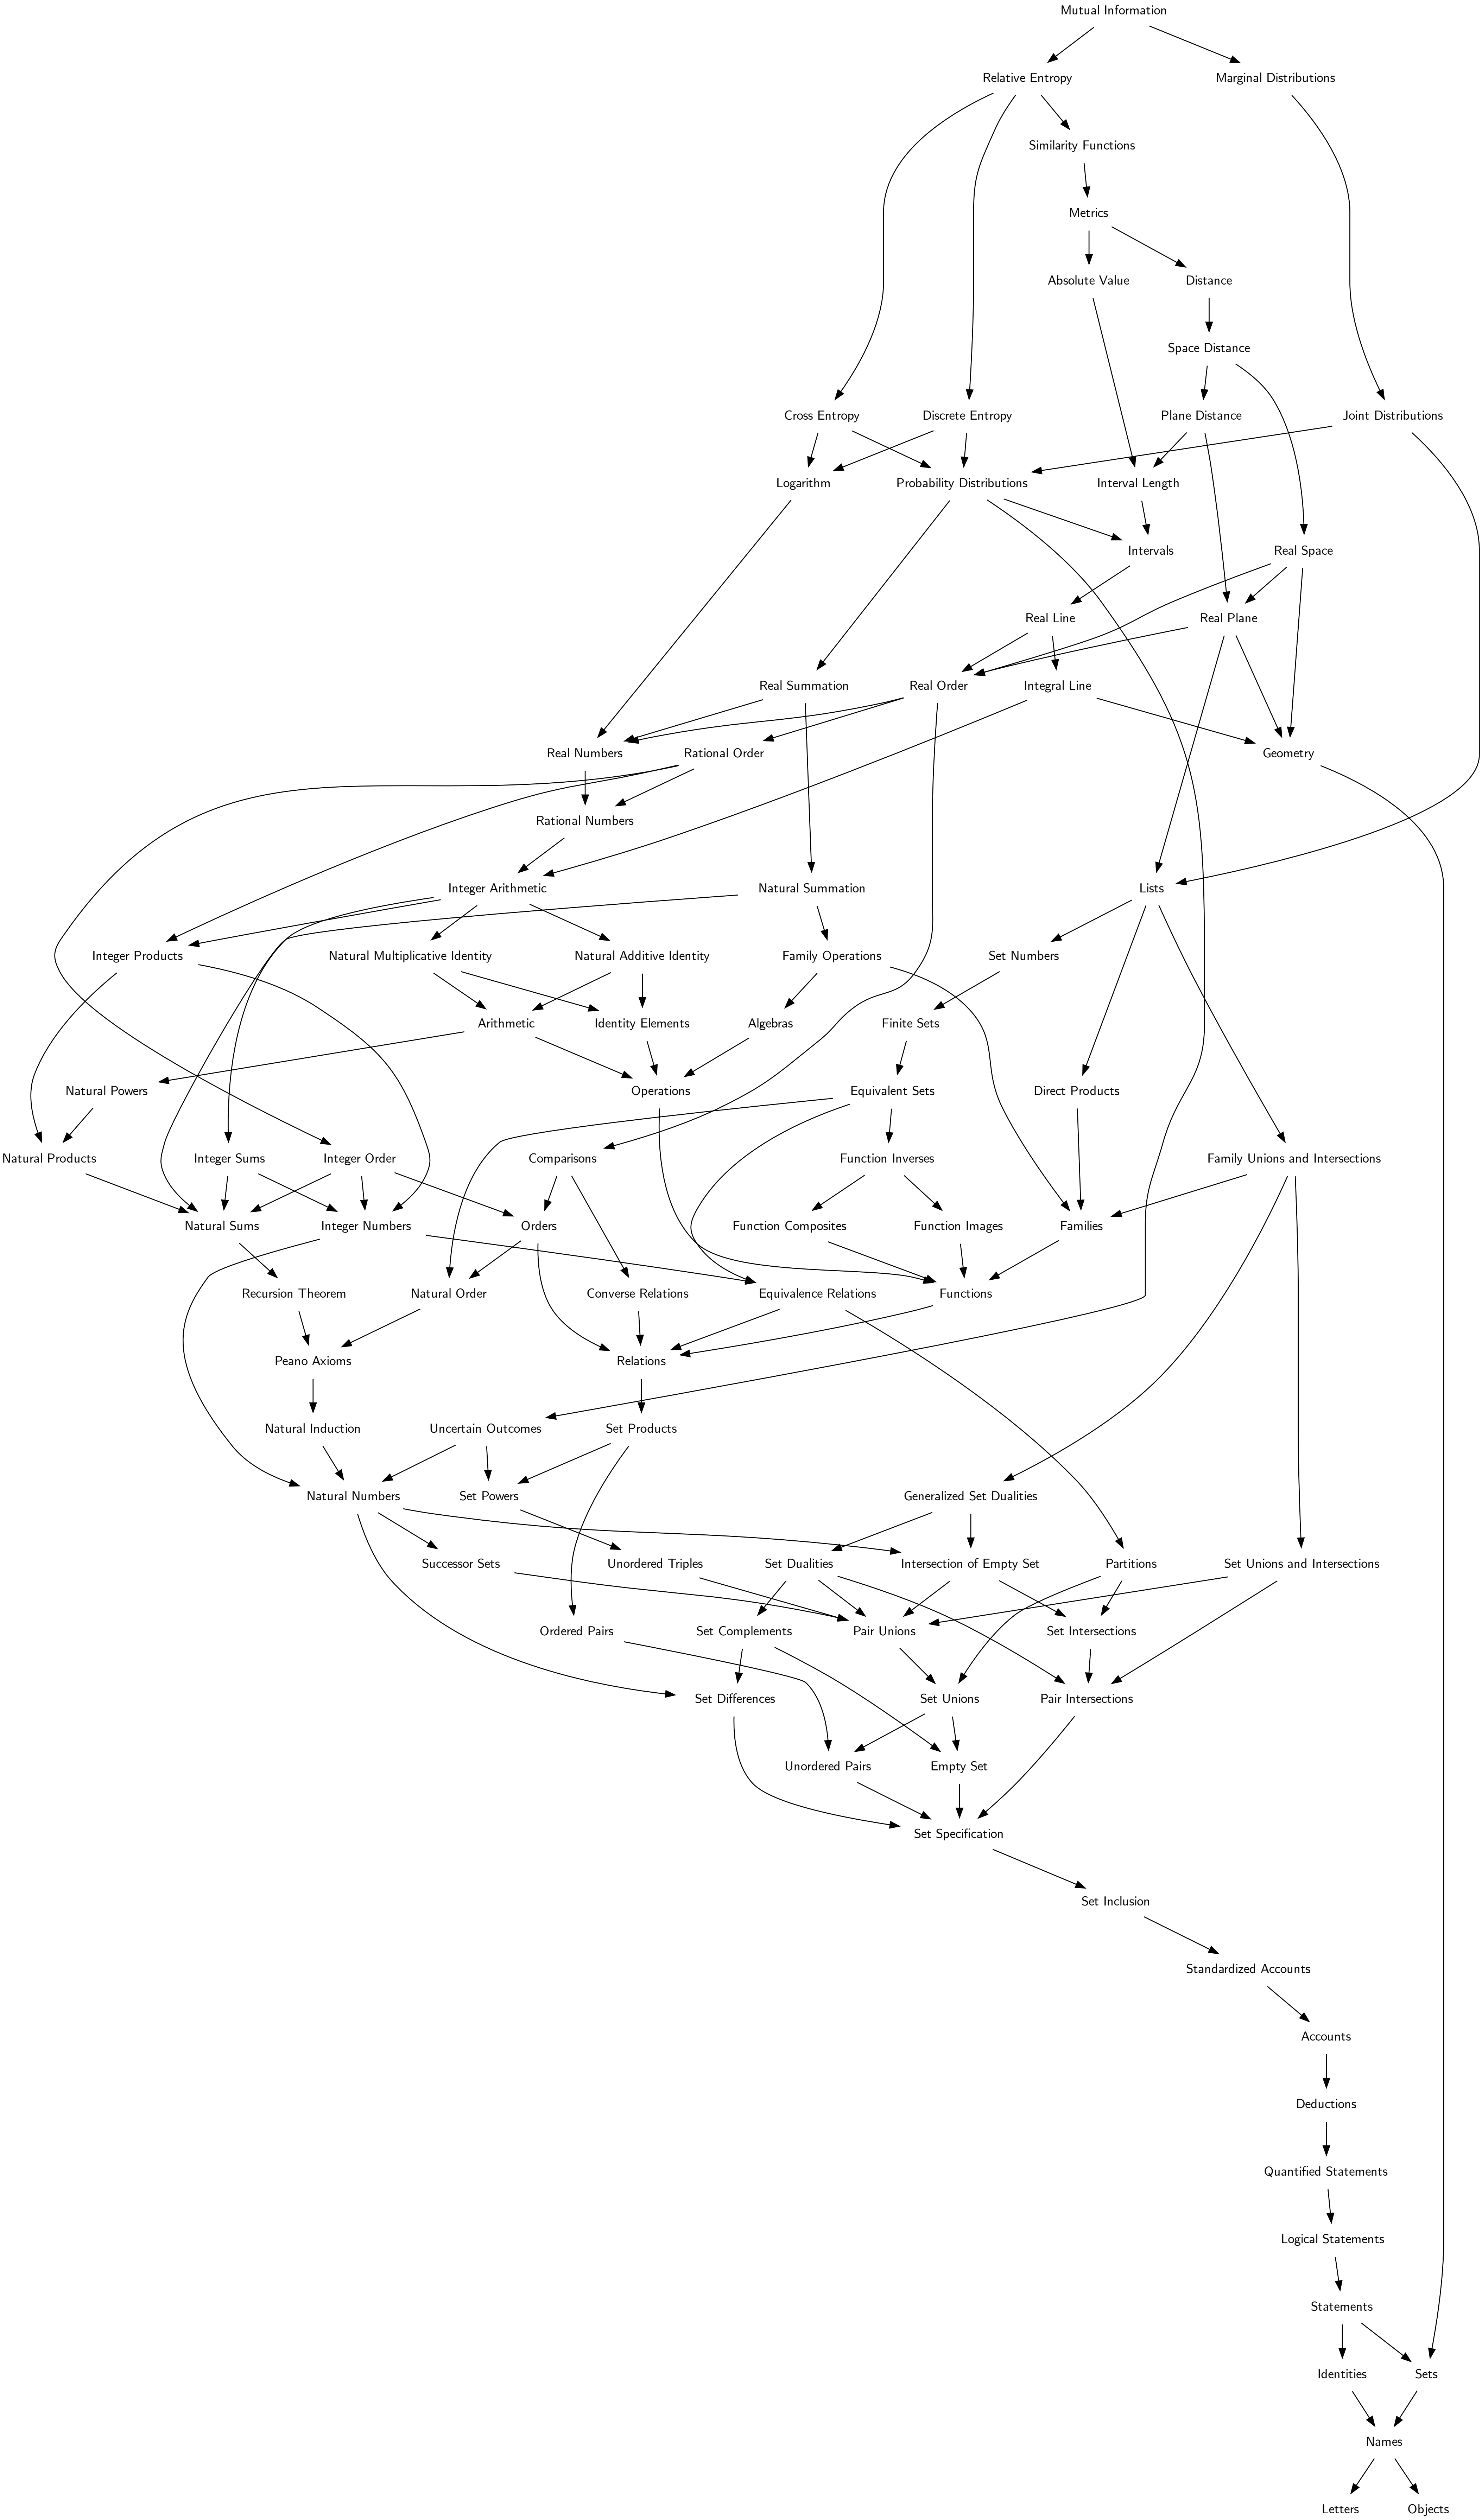 Mutual Information
Relative Entropy
Marginal Distributions
Similarity Functions
Metrics
Absolute Value
Distance
Space Distance
Cross Entropy
Discrete Entropy
Plane Distance
Joint Distributions
Logarithm
Probability Distributions
Interval Length
Intervals
Real Space
Real Line
Real Plane
Real Summation
Real Order
Integral Line
Real Numbers
Rational Order
Geometry
Rational Numbers
Integer Arithmetic
Natural Summation
Lists
Integer Products
Natural Multiplicative Identity
Natural Additive Identity
Family Operations
Set Numbers
Arithmetic
Identity Elements
Algebras
Finite Sets
Natural Powers
Operations
Equivalent Sets
Direct Products
Natural Products
Integer Sums
Integer Order
Comparisons
Function Inverses
Family Unions and Intersections
Natural Sums
Integer Numbers
Orders
Function Composites
Function Images
Families
Recursion Theorem
Natural Order
Converse Relations
Equivalence Relations
Functions
Peano Axioms
Relations
Natural Induction
Uncertain Outcomes
Set Products
Natural Numbers
Set Powers
Generalized Set Dualities
Successor Sets
Unordered Triples
Set Dualities
Intersection of Empty Set
Partitions
Set Unions and Intersections
Ordered Pairs
Set Complements
Pair Unions
Set Intersections
Set Differences
Set Unions
Pair Intersections
Unordered Pairs
Empty Set
Set Specification
Set Inclusion
Standardized Accounts
Accounts
Deductions
Quantified Statements
Logical Statements
Statements
Identities
Sets
Names
Letters
Objects